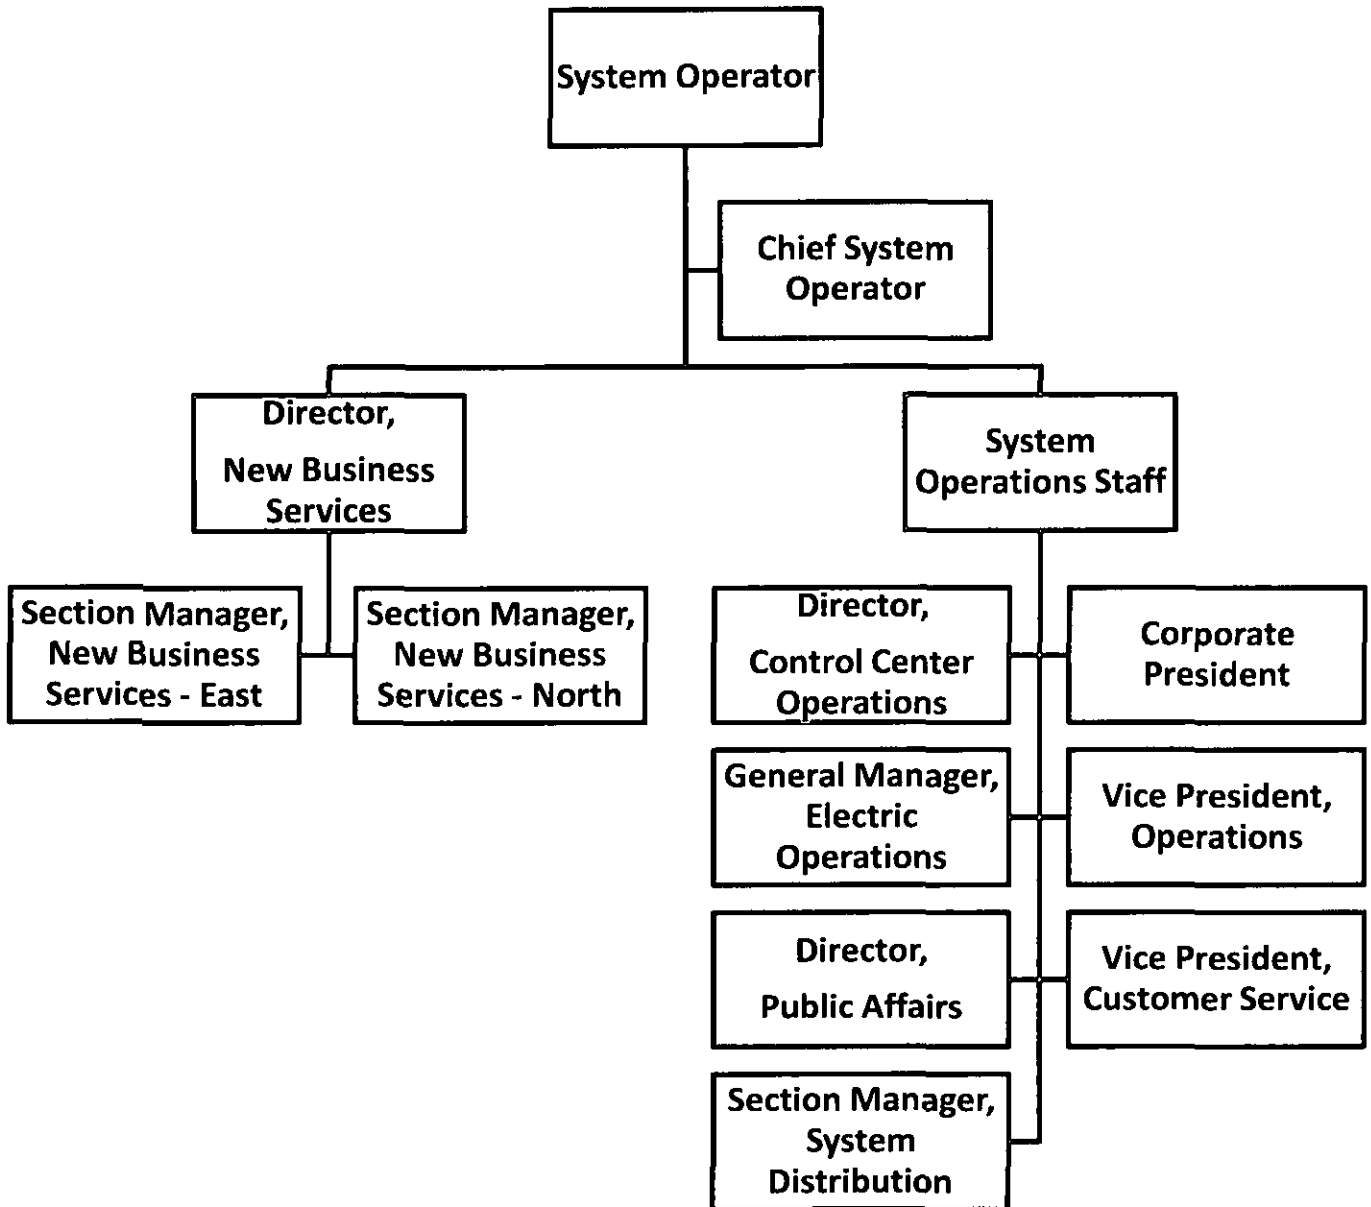 System Operator
Chief System
Operator
Director,
New Business
Services
System
Operations Staff
Section Manager,
New Business
Services - East
Section Manager,
New Business
Services - North
Director,
Control Center
Operations
Corporate
President
General Manager,
Electric
Operations
Vice President,
Operations
Director,
Public Affairs
Vice President,
Customer Service
Section Manager,
System
Distribution